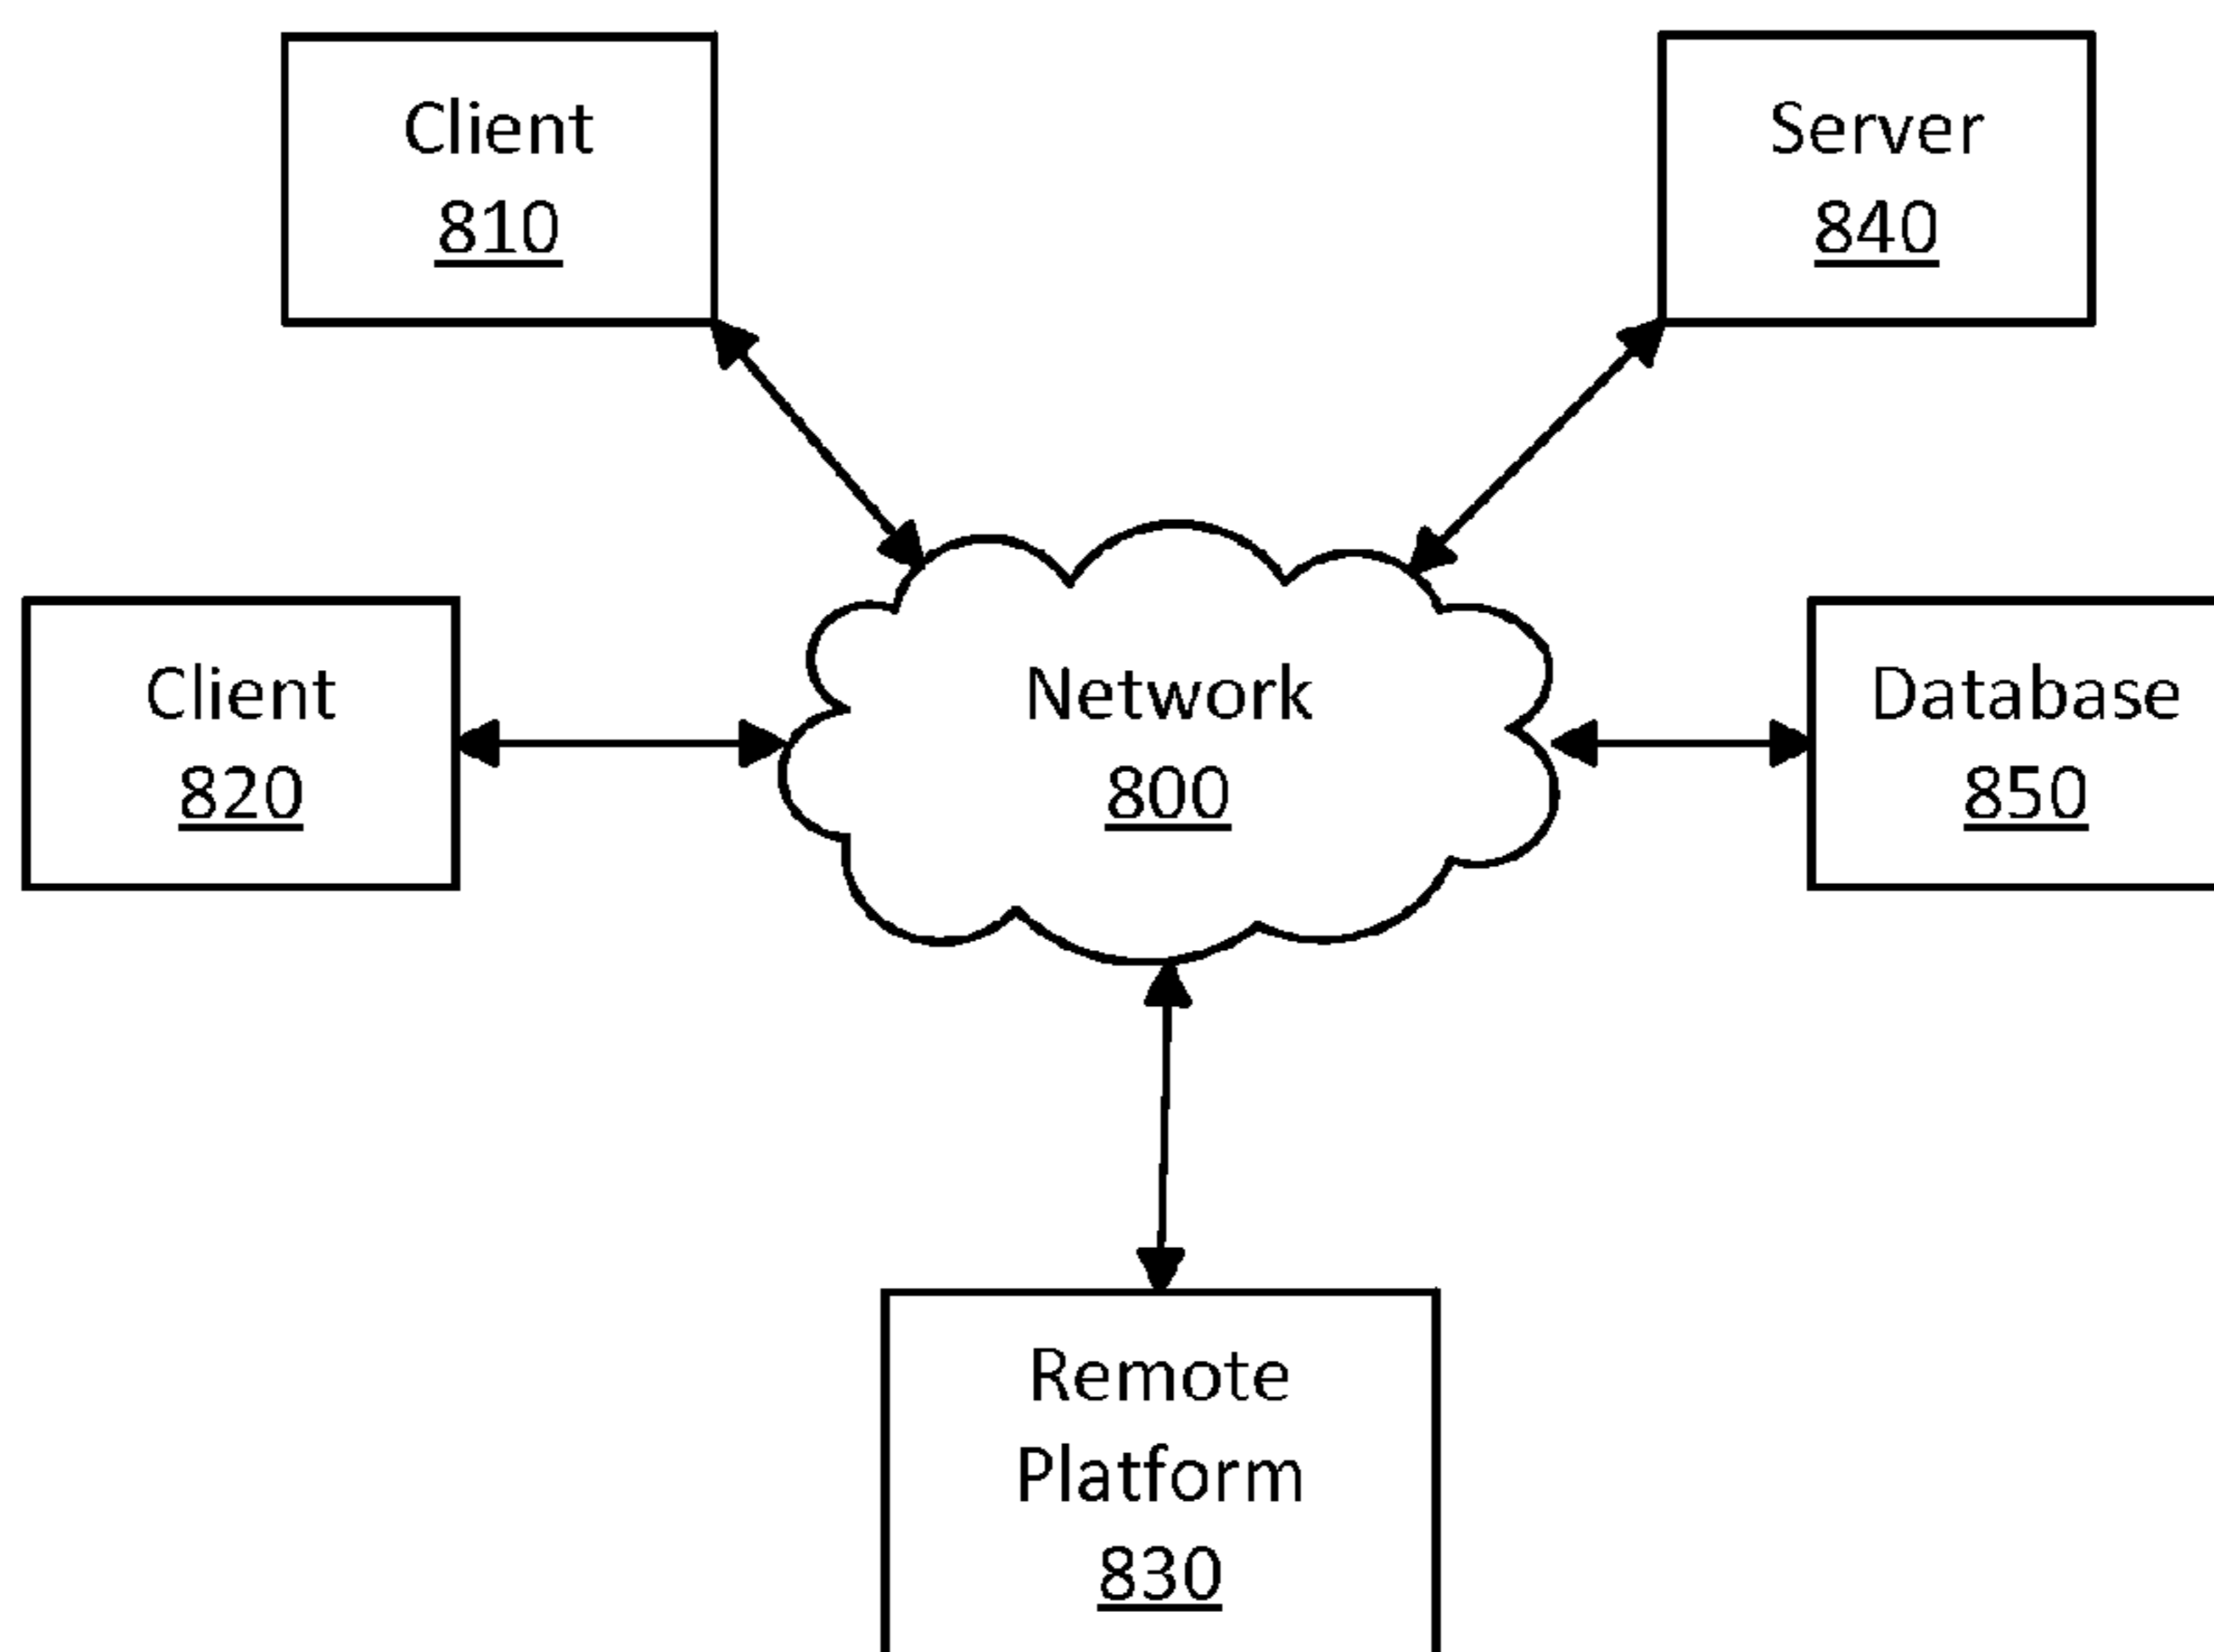 Client
810
Server
840
Client
820
Network
800
Database
850
Remote
Platform
830